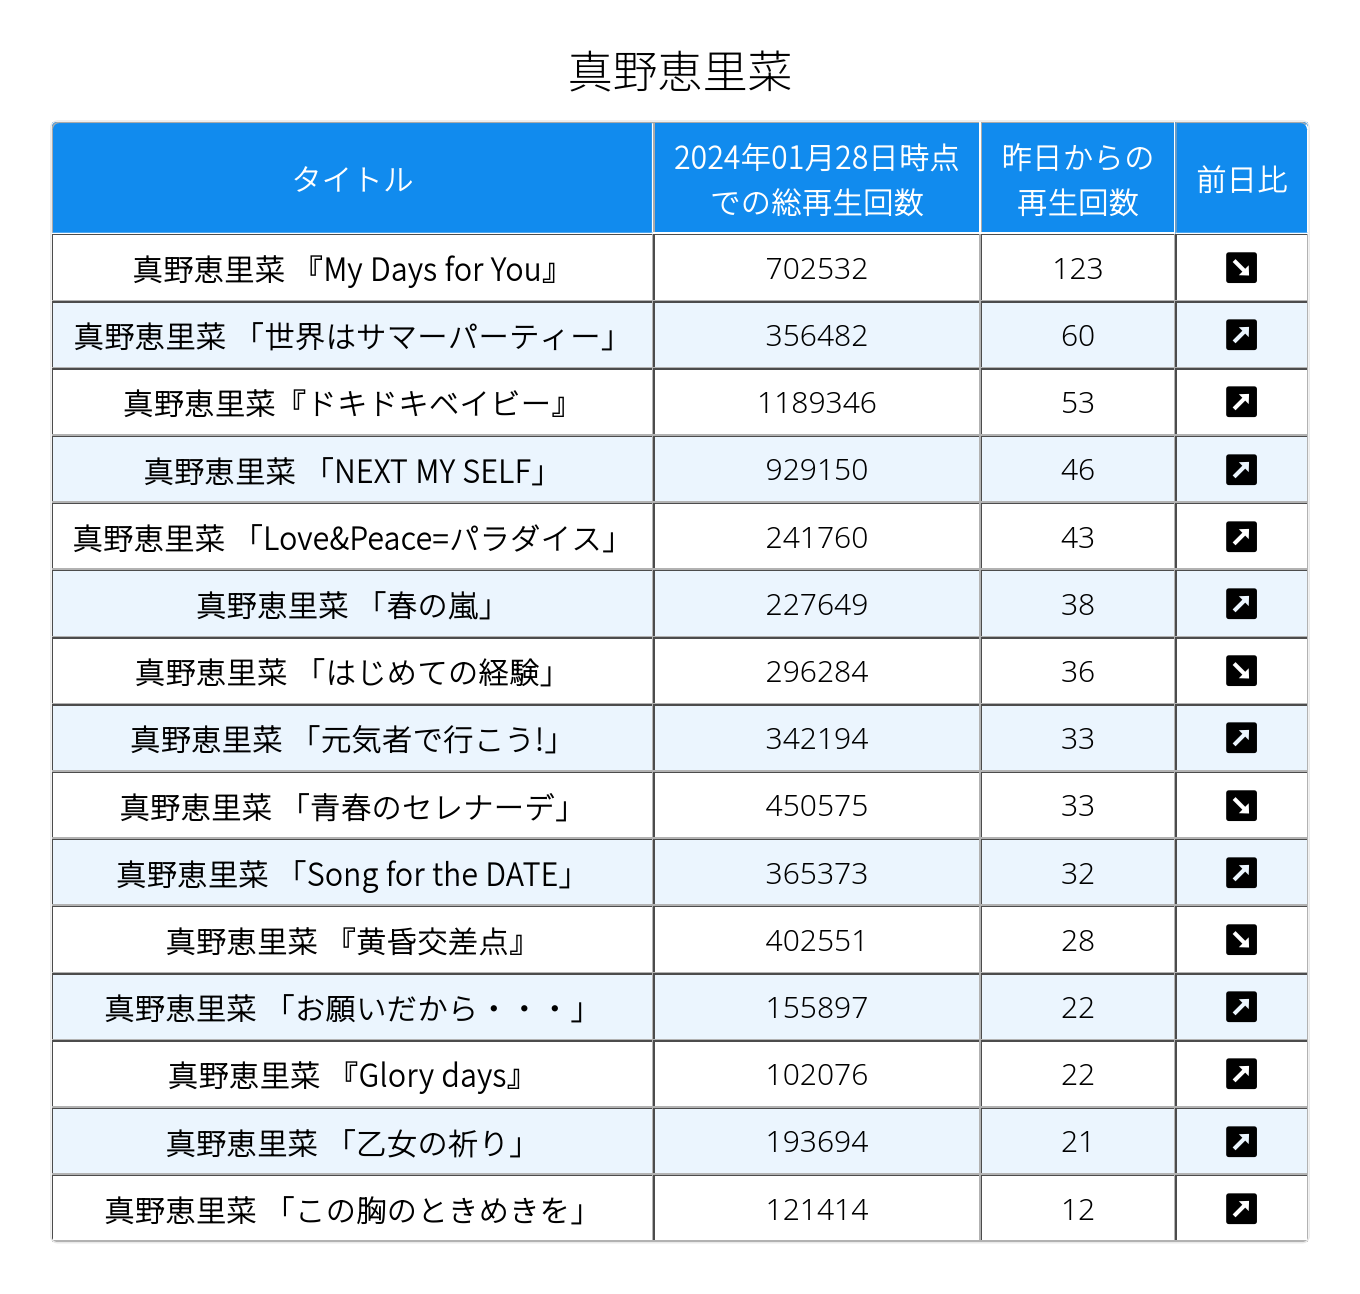 真野恵里菜
タイトル 2024年01月28日時点での総再生回数 昨日からの再生回数 前日比
真野恵里菜 『My Days for You』 702532 123 ↘
真野恵里菜 「世界はサマーパーティー」 356482 60 ↗
真野恵里菜『ドキドキベイビー』 1189346 53 ↗
真野恵里菜 「NEXT MY SELF」 929150 46 ↗
真野恵里菜 「Love&Peace=パラダイス」 241760 43 ↗
真野恵里菜 「春の嵐」 227649 38 ↗
真野恵里菜 「はじめての経験」 296284 36 ↘
真野恵里菜 「元気者で行こう!」 342194 33 ↗
真野恵里菜 「青春のセレナーデ」 450575 33 ↘
真野恵里菜 「Song for the DATE」 365373 32 ↗
真野恵里菜 『黄昏交差点』 402551 28 ↘
真野恵里菜 「お願いだから・・・」 155897 22 ↗
真野恵里菜 『Glory days』 102076 22 ↗
真野恵里菜 「乙女の祈り」 193694 21 ↗
真野恵里菜 「この胸のときめきを」 121414 12 ↗